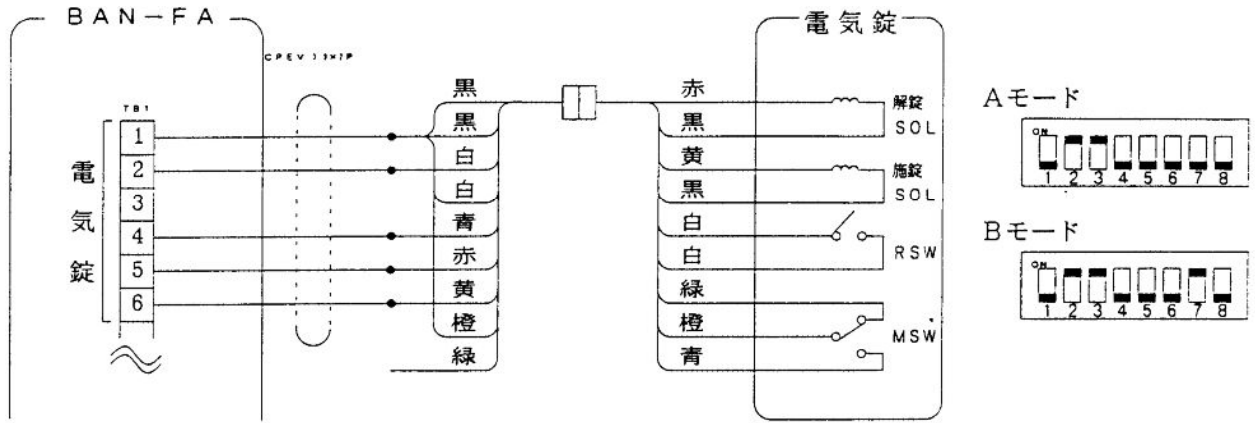 BAN-FA
電気錠
TB1
1
2
3
4
5
6
電気錠
黒
黒
白
白
青
赤
黄
橙
緑
赤
黒
黄
黒
白
白
緑
橙
青
解錠
SOL
施錠
SOL
RSW
MSW
Aモード
ON
1 2 3 4 5 6 7 8
Bモード
ON
1 2 3 4 5 6 7 8